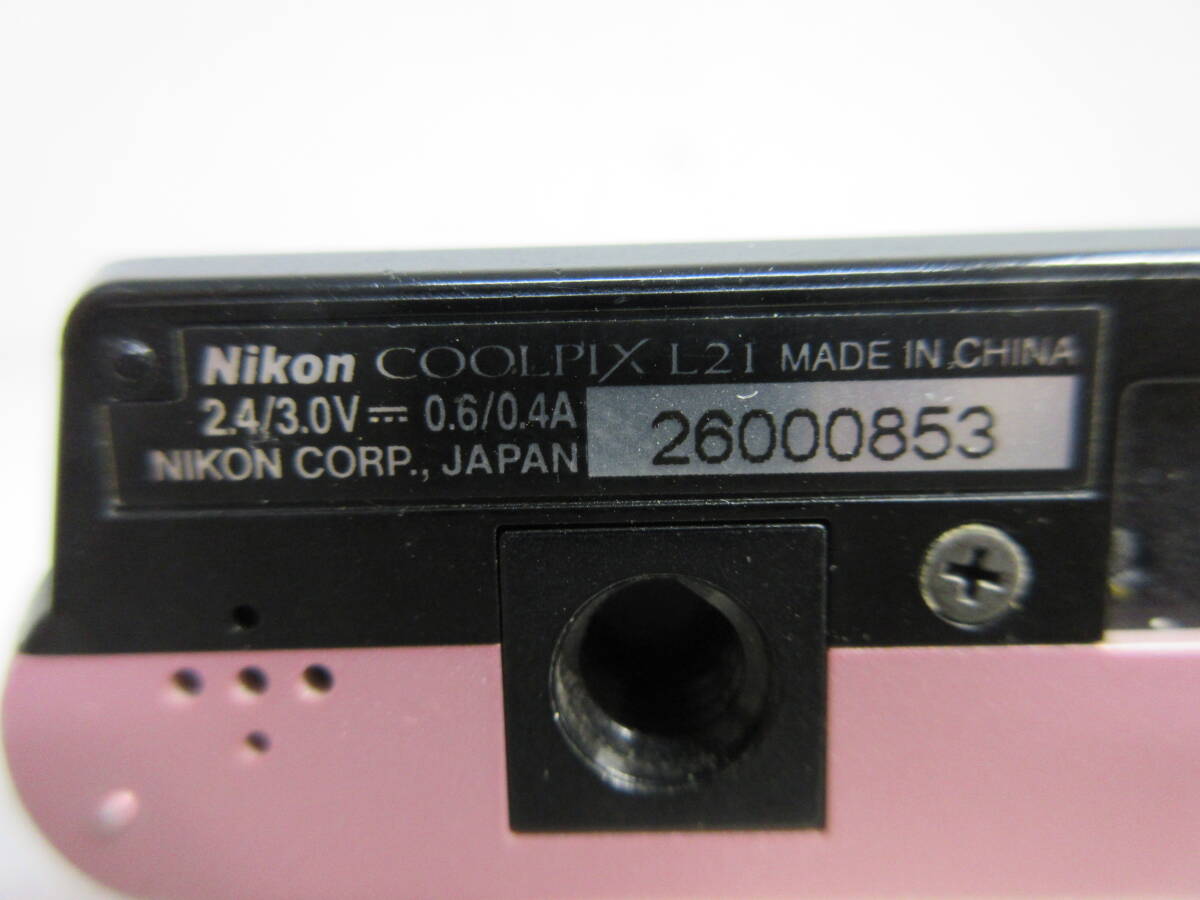 Nikon COOLPIX L21 MADE IN CHINA
2.4/3.0V ⎓ 0.6/0.4A
NIKON CORP., JAPAN
26000853